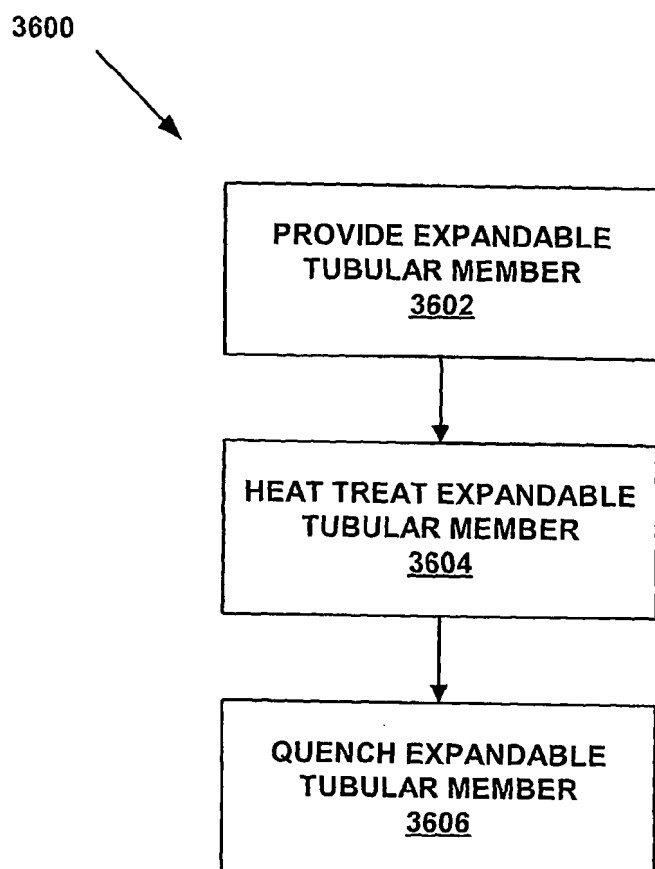 3600
PROVIDE EXPANDABLE
TUBULAR MEMBER
3602
HEAT TREAT EXPANDABLE
TUBULAR MEMBER
3604
QUENCH EXPANDABLE
TUBULAR MEMBER
3606